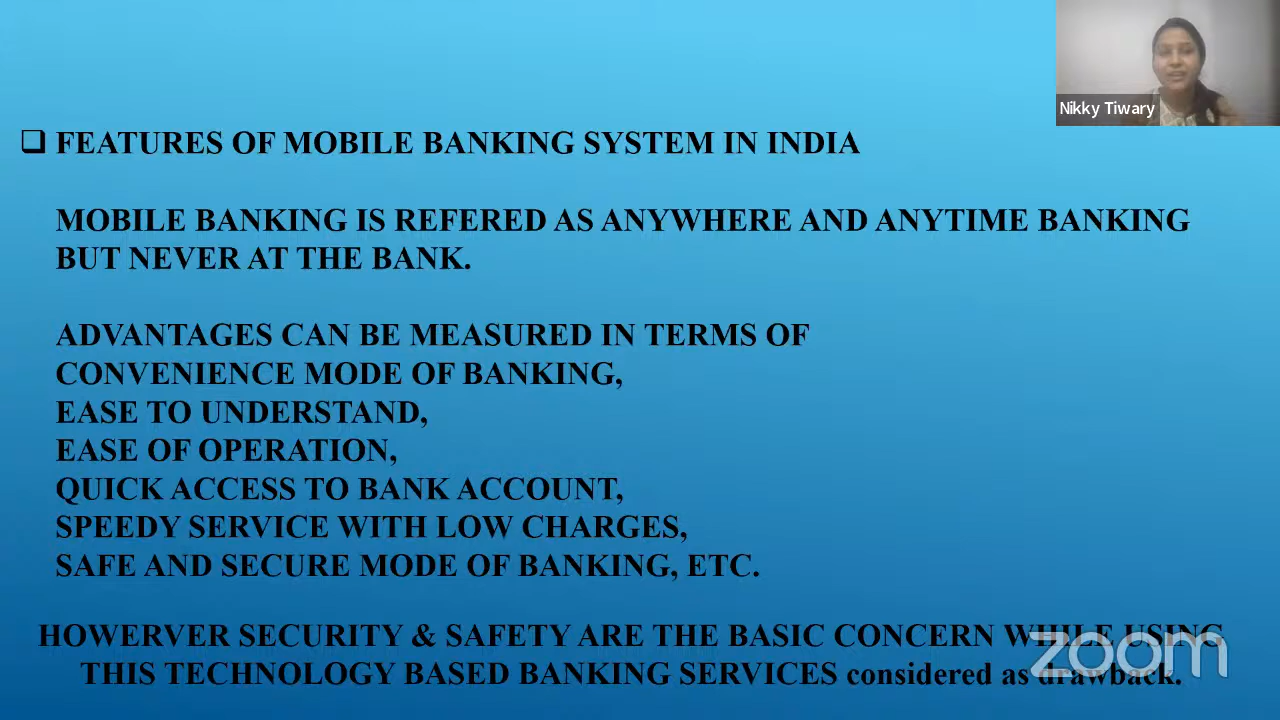 Nikky Tiwary
❑ FEATURES OF MOBILE BANKING SYSTEM IN INDIA
MOBILE BANKING IS REFERED AS ANYWHERE AND ANYTIME BANKING
BUT NEVER AT THE BANK.
ADVANTAGES CAN BE MEASURED IN TERMS OF
CONVENIENCE MODE OF BANKING,
EASE TO UNDERSTAND,
EASE OF OPERATION,
QUICK ACCESS TO BANK ACCOUNT,
SPEEDY SERVICE WITH LOW CHARGES,
SAFE AND SECURE MODE OF BANKING, ETC.
HOWERVER SECURITY & SAFETY ARE THE BASIC CONCERN WHILE USING
THIS TECHNOLOGY BASED BANKING SERVICES considered as drawback.
zoom